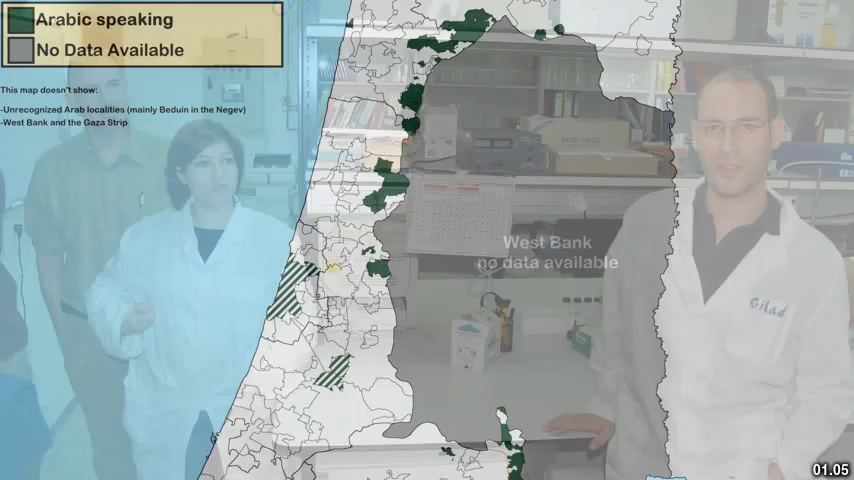 Arabic speaking
No Data Available
This map doesn't show:
-Unrecognized Arab localities (mainly Beduin in the Negev)
-West Bank and the Gaza Strip
West Bank
no data available
Gilad
01.05